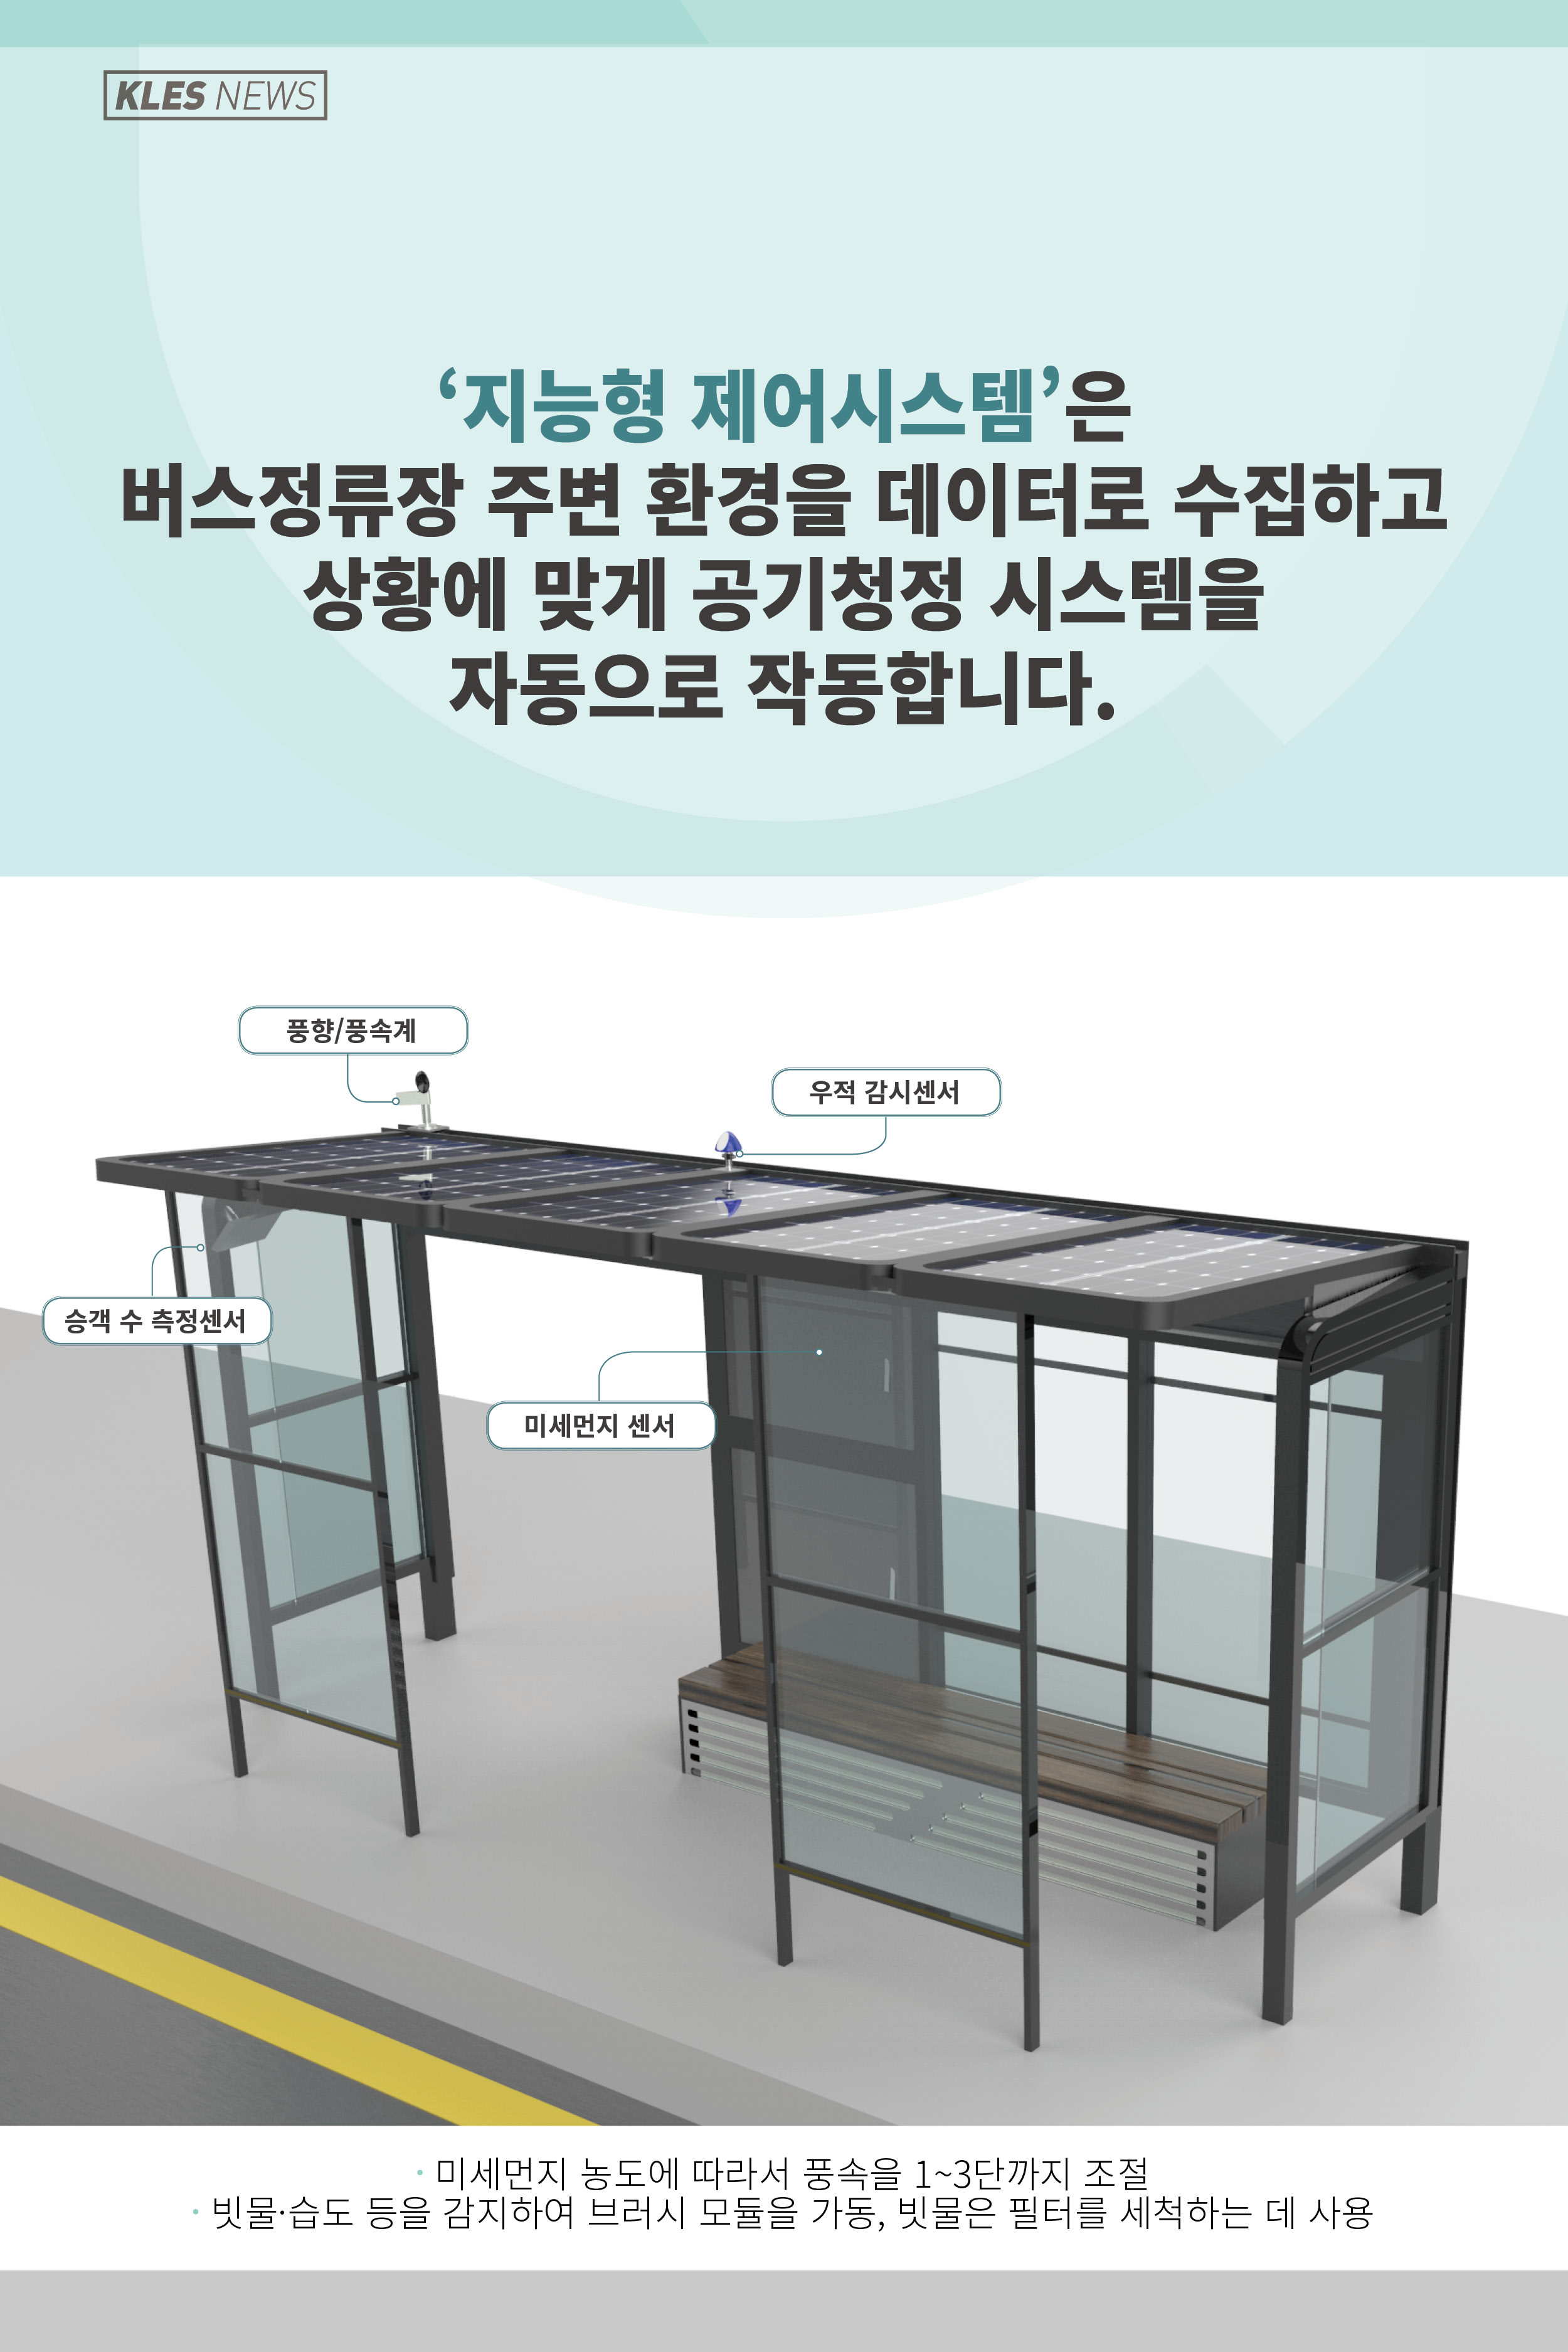 KLES NEWS
‘지능형 제어시스템’은
버스정류장 주변 환경을 데이터로 수집하고
상황에 맞게 공기청정 시스템을
자동으로 작동합니다.
풍향/풍속계
우적 감시센서
승객 수 측정센서
미세먼지 센서
· 미세먼지 농도에 따라서 풍속을 1~3단까지 조절
· 빗물·습도 등을 감지하여 브러시 모듈을 가동, 빗물은 필터를 세척하는 데 사용